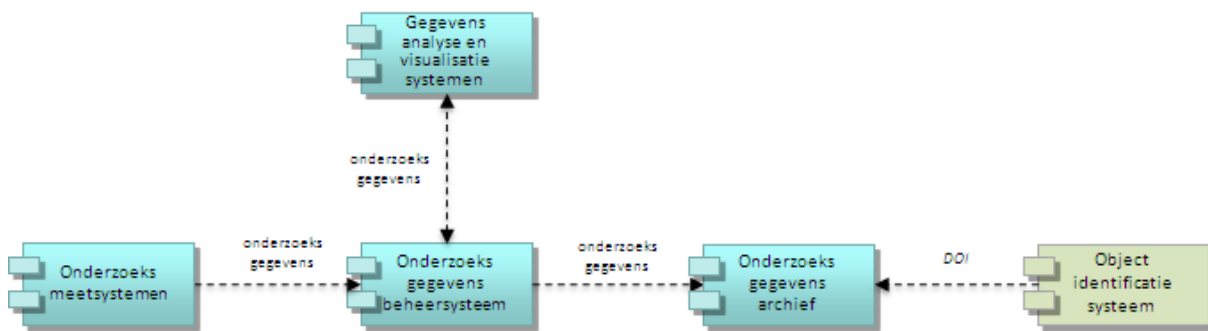 Gegevens
analyse en
visualisatie
systemen
onderzoeks
gegevens
Onderzoeks
meetsystemen
onderzoeks
gegevens
Onderzoeks
gegevens
beheersysteem
onderzoeks
gegevens
Onderzoeks
gegevens
archief
DOI
Object
identificatie
systeem